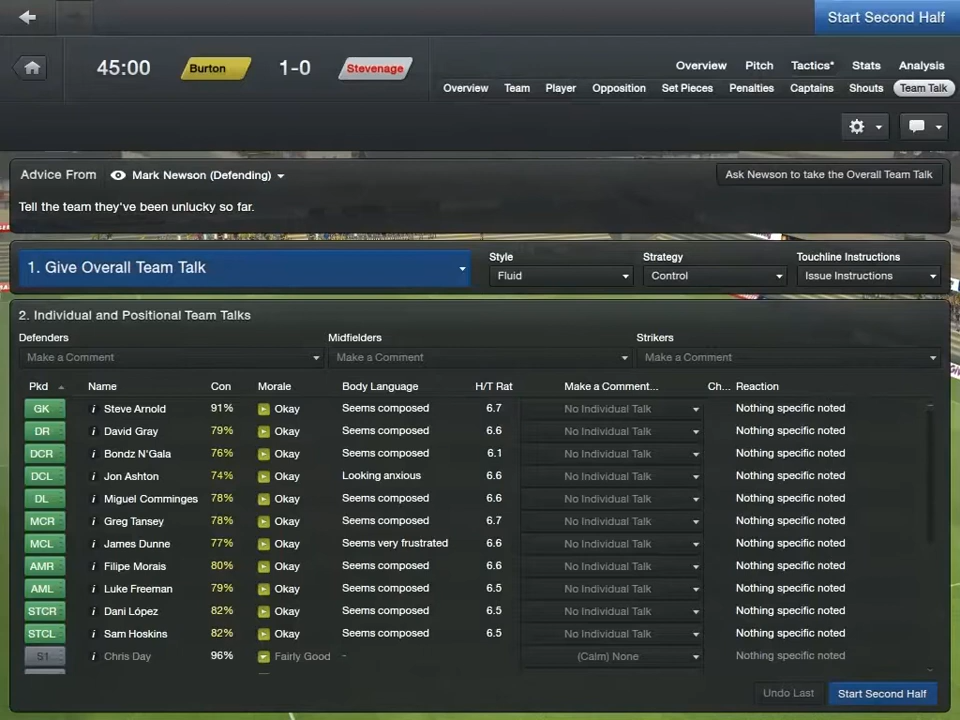 Start Second Half
45:00 Burton 1-0 Stevenage
Overview Pitch Tactics* Stats Analysis
Overview Team Player Opposition Set Pieces Penalties Captains Shouts Team Talk
Advice From Mark Newson (Defending) Ask Newson to take the Overall Team Talk
Tell the team they've been unlucky so far.
1. Give Overall Team Talk
Style Strategy Touchline Instructions
Fluid Control Issue Instructions
2. Individual and Positional Team Talks
Defenders Midfielders Strikers
Make a Comment Make a Comment Make a Comment
Pkd Name Con Morale Body Language H/T Rat Make a Comment... Ch... Reaction
GK i Steve Arnold 91% Okay Seems composed 6.7 No Individual Talk Nothing specific noted
DR i David Gray 79% Okay Seems composed 6.6 No Individual Talk Nothing specific noted
DCR i Bondz N'Gala 76% Okay Seems composed 6.1 No Individual Talk Nothing specific noted
DCL i Jon Ashton 74% Okay Looking anxious 6.6 No Individual Talk Nothing specific noted
DL i Miguel Comminges 78% Okay Seems composed 6.6 No Individual Talk Nothing specific noted
MCR i Greg Tansey 78% Okay Seems composed 6.7 No Individual Talk Nothing specific noted
MCL i James Dunne 77% Okay Seems very frustrated 6.6 No Individual Talk Nothing specific noted
AMR i Filipe Morais 80% Okay Seems composed 6.6 No Individual Talk Nothing specific noted
AML i Luke Freeman 79% Okay Seems composed 6.5 No Individual Talk Nothing specific noted
STCR i Dani López 82% Okay Seems composed 6.5 No Individual Talk Nothing specific noted
STCL i Sam Hoskins 82% Okay Seems composed 6.5 No Individual Talk Nothing specific noted
S1 i Chris Day 96% Fairly Good - (Calm) None Nothing specific noted
Undo Last Start Second Half